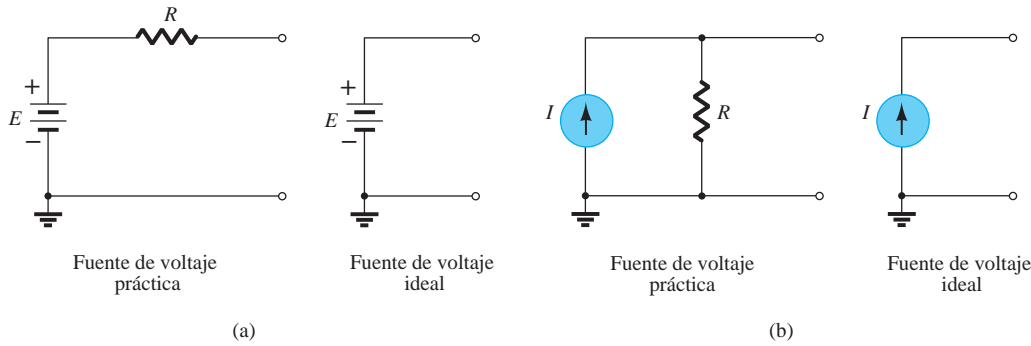 R
+
E
−
Fuente de voltaje
práctica
+
E
−
Fuente de voltaje
ideal
(a)
I
R
Fuente de voltaje
práctica
I
Fuente de voltaje
ideal
(b)